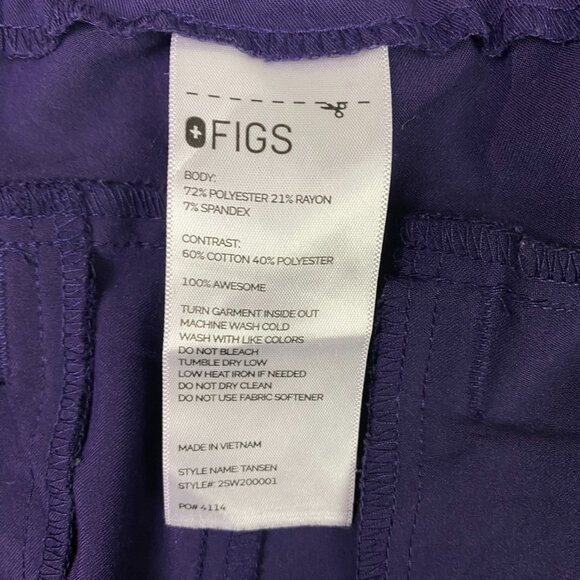 FIGS
BODY:
72% POLYESTER 21% RAYON
7% SPANDEX
CONTRAST:
60% COTTON 40% POLYESTER
100% AWESOME
TURN GARMENT INSIDE OUT
MACHINE WASH COLD
WASH WITH LIKE COLORS
DO NOT BLEACH
TUMBLE DRY LOW
LOW HEAT IRON IF NEEDED
DO NOT DRY CLEAN
DO NOT USE FABRIC SOFTENER
MADE IN VIETNAM
STYLE NAME: TANSEN
STYLE#: 2SW200001
PO# 4114